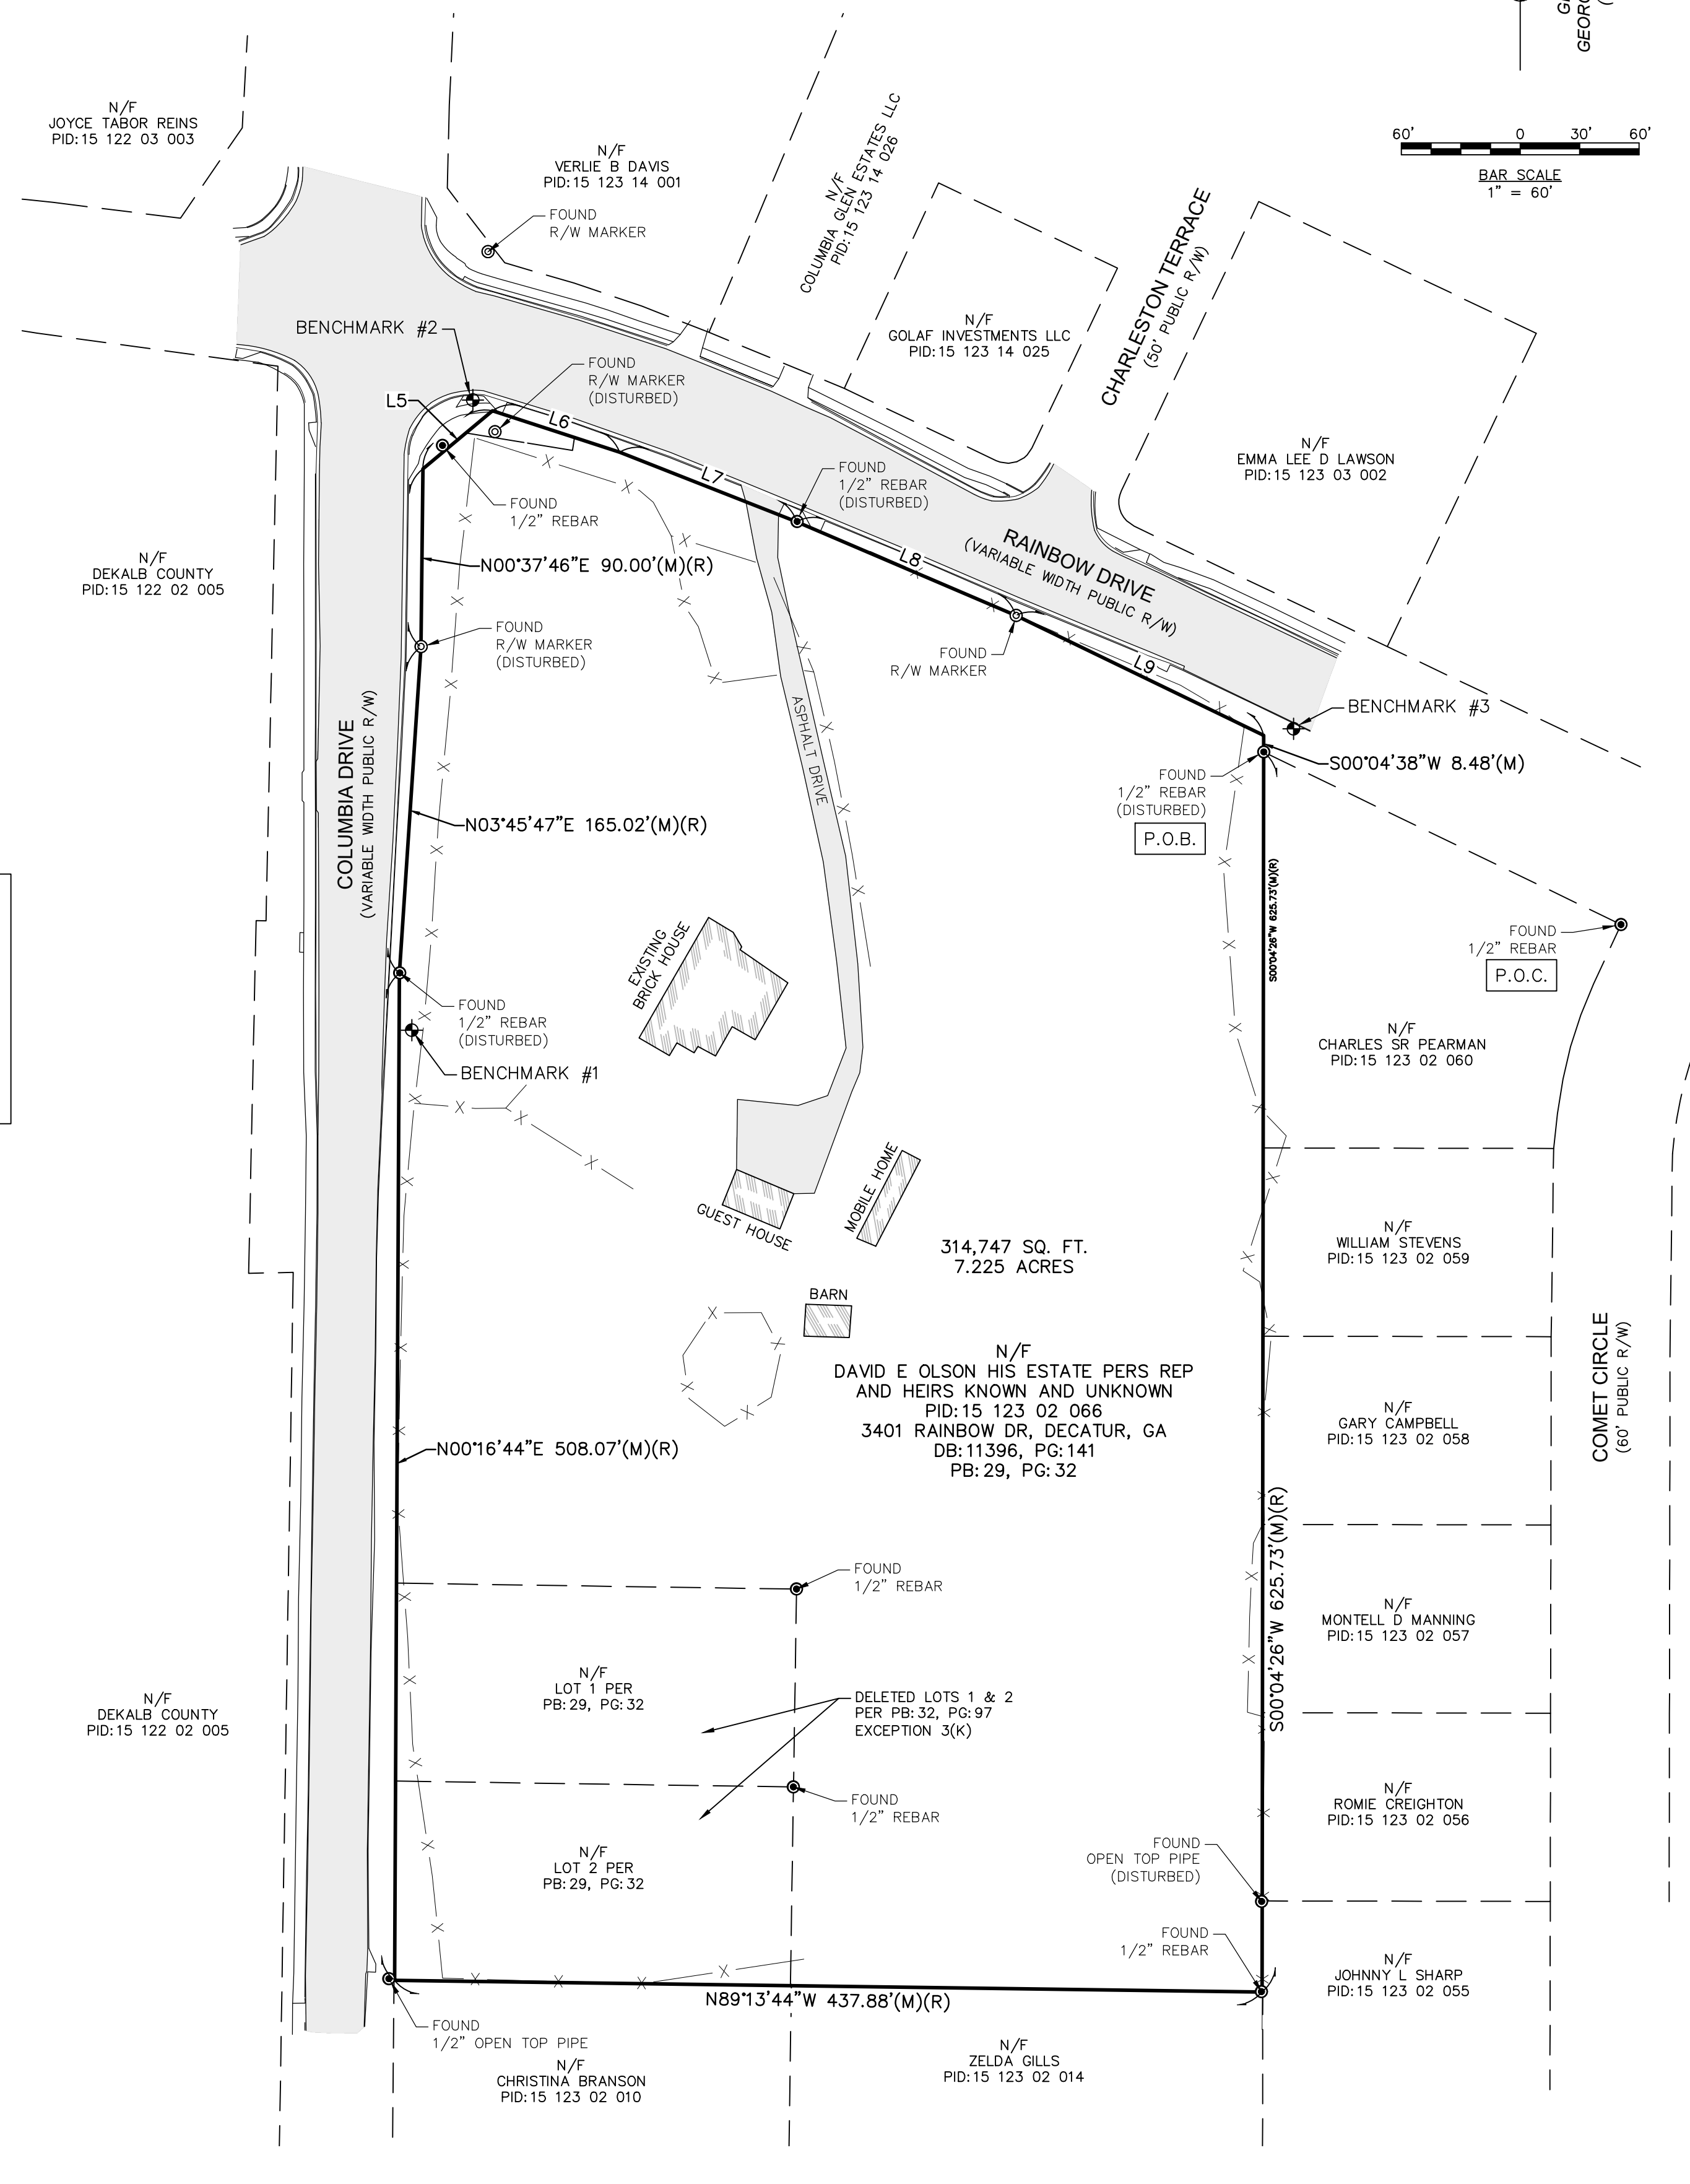 GEORG
60'
0
30'
60'
BAR SCALE
1" = 60'
N/F
JOYCE TABOR REINS
PID:15 122 03 003
N/F
VERLIE B DAVIS
PID:15 123 14 001
FOUND
R/W MARKER
N/F
COLUMBIA GLEN ESTATES LLC
PID:15 123 14 026
CHARLESTON TERRACE
(50' PUBLIC R/W)
N/F
GOLAF INVESTMENTS LLC
PID:15 123 14 025
BENCHMARK #2
FOUND
R/W MARKER
(DISTURBED)
L5
L6
L7
FOUND
1/2" REBAR
(DISTURBED)
N/F
EMMA LEE D LAWSON
PID:15 123 03 002
FOUND
1/2" REBAR
RAINBOW DRIVE
(VARIABLE WIDTH PUBLIC R/W)
L8
N/F
DEKALB COUNTY
PID:15 122 02 005
N00°37'46"E 90.00'(M)(R)
FOUND
R/W MARKER
(DISTURBED)
FOUND
R/W MARKER
L9
BENCHMARK #3
S00°04'38"W 8.48'(M)
ASPHALT DRIVE
COLUMBIA DRIVE
(VARIABLE WIDTH PUBLIC R/W)
N03°45'47"E 165.02'(M)(R)
FOUND
1/2" REBAR
(DISTURBED)
P.O.B.
S00°04'26"W 625.73'(M)(R)
EXISTING
BRICK HOUSE
FOUND
1/2" REBAR
P.O.C.
FOUND
1/2" REBAR
(DISTURBED)
BENCHMARK #1
N/F
CHARLES SR PEARMAN
PID:15 123 02 060
GUEST HOUSE
MOBILE HOME
314,747 SQ. FT.
7.225 ACRES
N/F
WILLIAM STEVENS
PID:15 123 02 059
BARN
N/F
DAVID E OLSON HIS ESTATE PERS REP
AND HEIRS KNOWN AND UNKNOWN
PID:15 123 02 066
3401 RAINBOW DR, DECATUR, GA
DB:11396, PG:141
PB:29, PG:32
N00°16'44"E 508.07'(M)(R)
N/F
GARY CAMPBELL
PID:15 123 02 058
COMET CIRCLE
(60' PUBLIC R/W)
S00°04'26"W 625.73'(M)(R)
FOUND
1/2" REBAR
N/F
MONTELL D MANNING
PID:15 123 02 057
N/F
LOT 1 PER
PB:29, PG:32
DELETED LOTS 1 & 2
PER PB:32, PG:97
EXCEPTION 3(K)
N/F
DEKALB COUNTY
PID:15 122 02 005
FOUND
1/2" REBAR
N/F
ROMIE CREIGHTON
PID:15 123 02 056
N/F
LOT 2 PER
PB:29, PG:32
FOUND
OPEN TOP PIPE
(DISTURBED)
FOUND
1/2" REBAR
N/F
JOHNNY L SHARP
PID:15 123 02 055
N89°13'44"W 437.88'(M)(R)
FOUND
1/2" OPEN TOP PIPE
N/F
CHRISTINA BRANSON
PID:15 123 02 010
N/F
ZELDA GILLS
PID:15 123 02 014